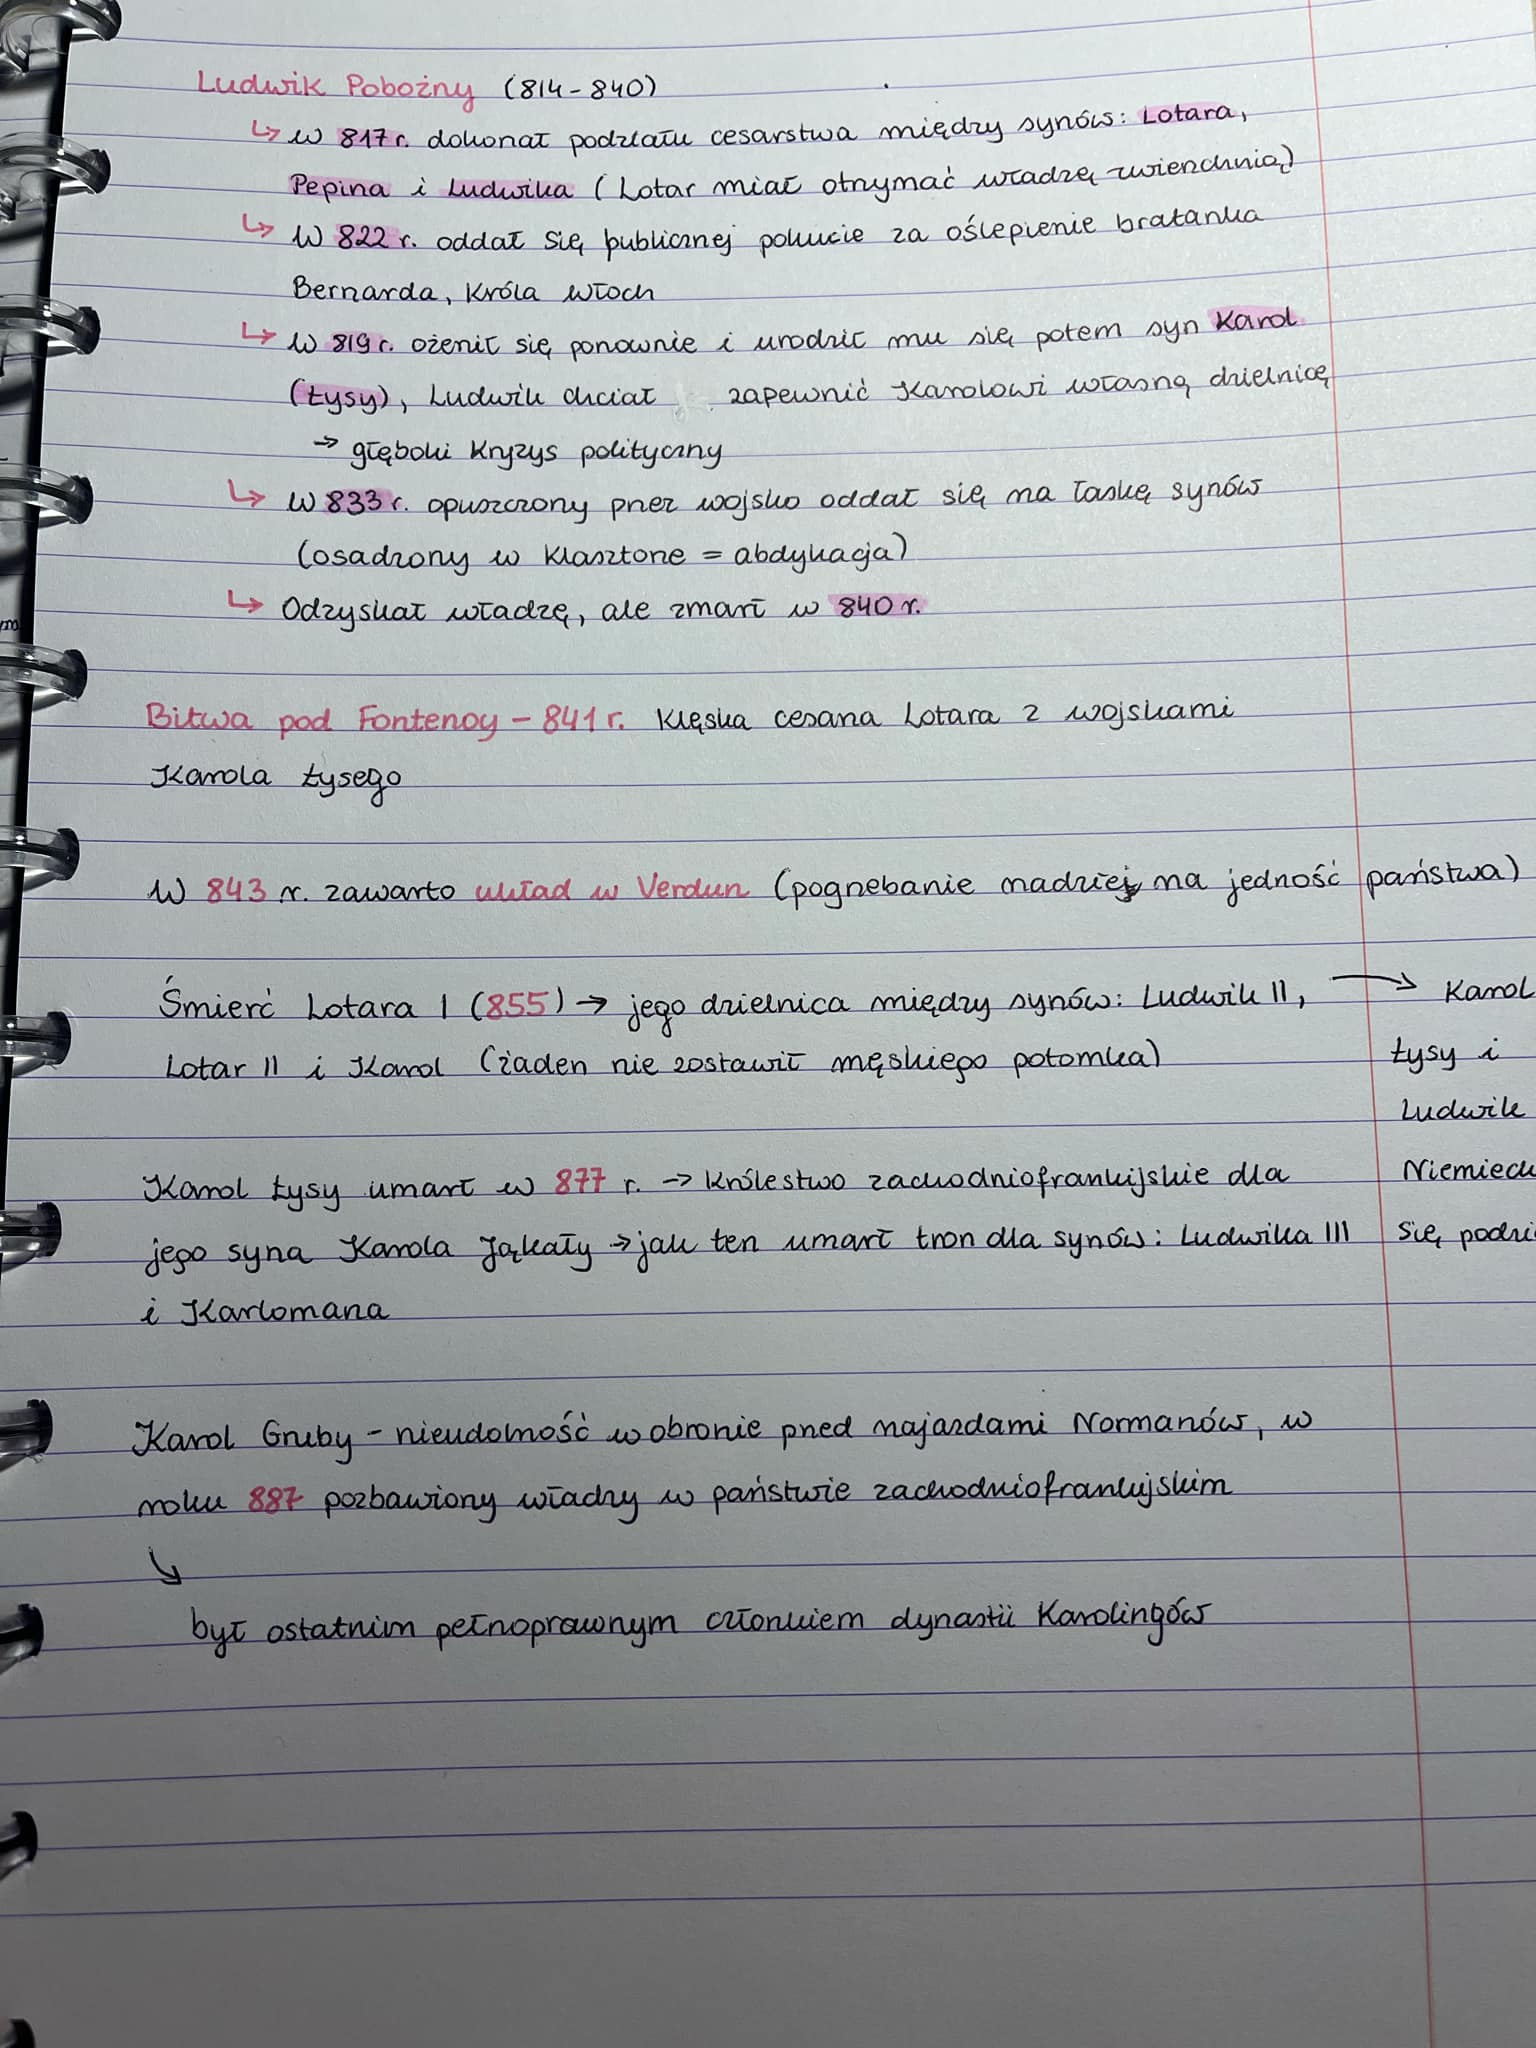 Ludwik Pobożny (814-840)
↳ w 817 r. dokonał podziału cesarstwa między synów: Lotara,
Pepina i Ludwika (Lotar miał otrzymać władzę zwierzchnią)
↳ W 822 r. oddał się publicznej pokucie za oślepienie bratanka
Bernarda, króla Włoch
↳ W 819 r. ożenił się ponownie i urodził mu się potem syn Karol
(Łysy), Ludwik chciał zapewnić Karolowi własną dzielnicę
→ głęboki kryzys polityczny
↳ W 833 r. opuszczony przez wojsko oddał się na łaskę synów
(osadzony w klasztorze = abdykacja)
↳ Odzyskał władzę, ale zmarł w 840 r.
Bitwa pod Fontenoy - 841 r. Klęska cesarza Lotara z wojskami
Karola Łysego
W 843 r. zawarto układ w Verdun (pogrzebanie nadziej na jedność państwa)
Śmierć Lotara I (855) → jego dzielnica między synów: Ludwik II, → Karol
Lotar II i Karol (żaden nie zostawił męskiego potomka) Łysy i
Ludwik
Karol Łysy umarł w 877 r. → Królestwo zachodniofrankijskie dla
jego syna Karola Jąkały → jak ten umarł tron dla synów: Ludwika III się
i Karlomana
Karol Gruby - nieudolność w obronie przed najazdami Normanów, w
roku 887 pozbawiony władzy w państwie zachodniofrankijskim
↘
był ostatnim pełnoprawnym członkiem dynastii Karolingów